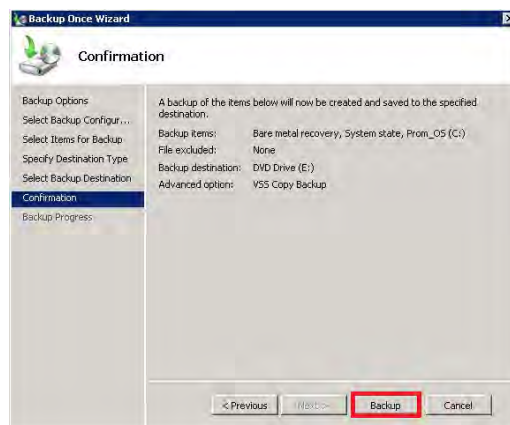 Backup Once Wizard
Confirmation
Backup Options
Select Backup Configur...
Select Items for Backup
Specify Destination Type
Select Backup Destination
Confirmation
Backup Progress
A backup of the items below will now be created and saved to the specified
destination.
Backup items: Bare metal recovery, System state, Prom_OS (C:)
File excluded: None
Backup destination: DVD Drive (E:)
Advanced option: VSS Copy Backup
< Previous Next > Backup Cancel